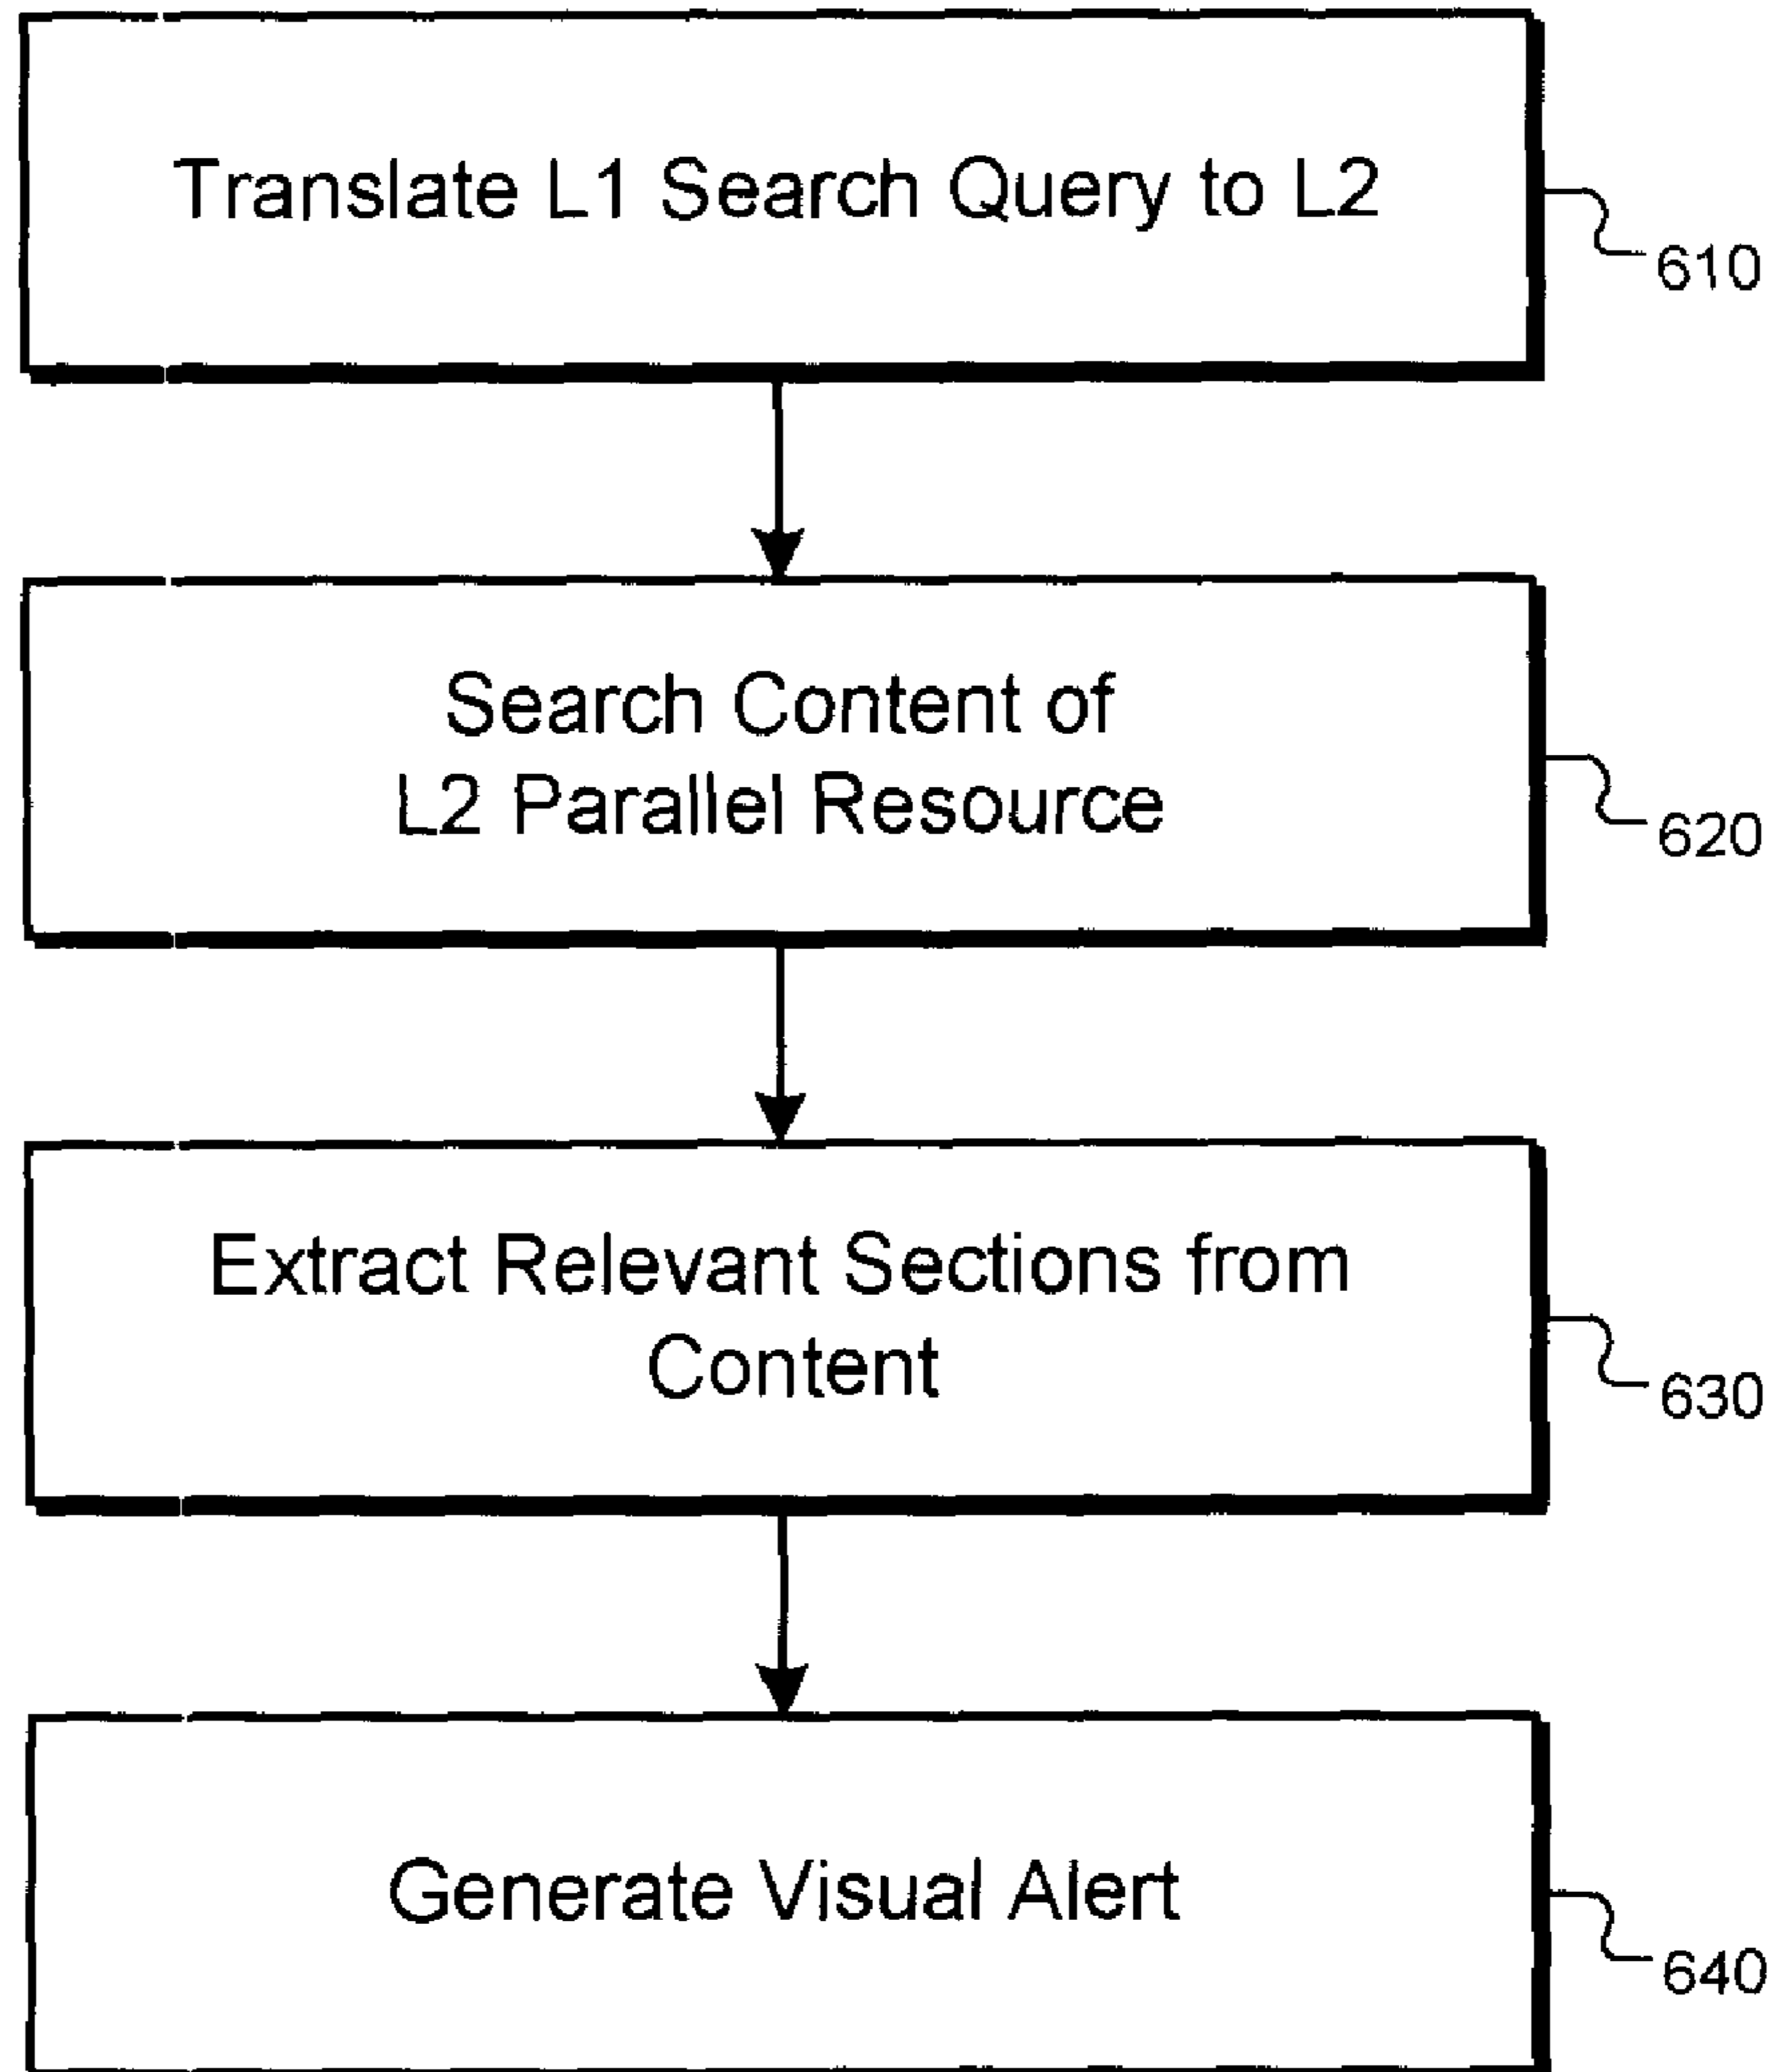 Translate L1 Search Query to L2
610
Search Content of
L2 Parallel Resource
620
Extract Relevant Sections from
Content
630
Generate Visual Alert
640